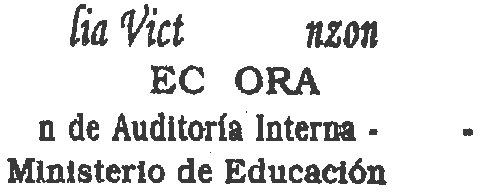 lia Vict nzon
EC ORA
n de Auditoría Interna - -
Ministerio de Educación